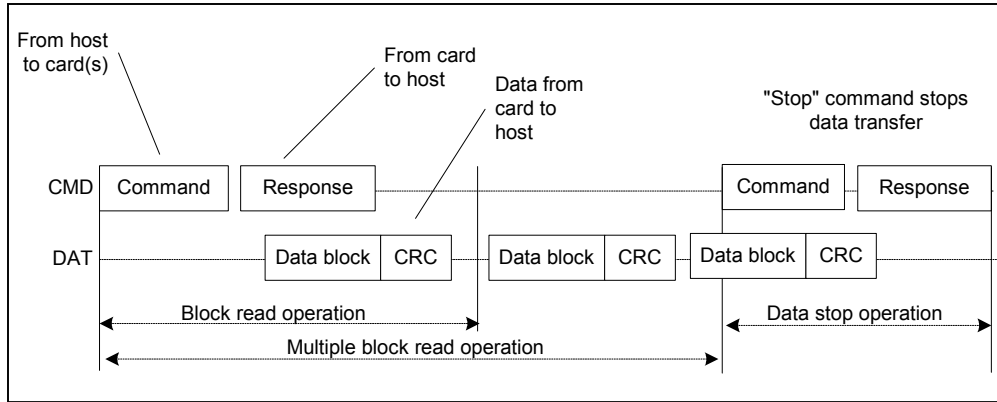 From host
to card(s)
From card
to host
Data from
card to
host
"Stop" command stops
data transfer
CMD
Command
Response
Command
Response
DAT
Data block
CRC
Data block
CRC
Data block
CRC
Block read operation
Data stop operation
Multiple block read operation